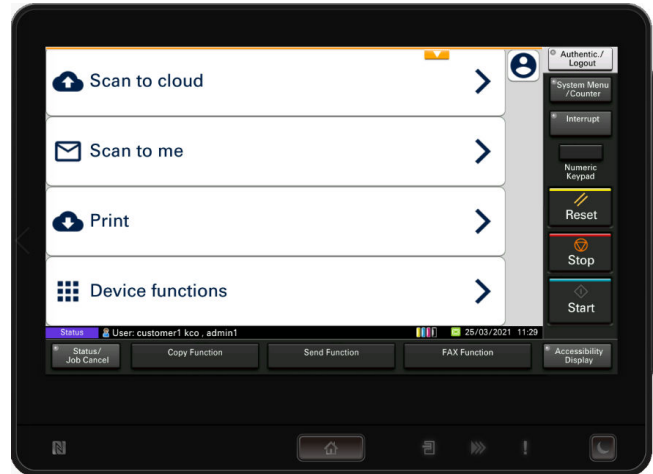 Scan to cloud
Scan to me
Print
Device functions
Authentic./
Logout
*System Menu
/Counter
Interrupt
Numeric
Keypad
Reset
Stop
Start
Status User: customer1 kco , admin1 25/03/2021 11:29
Status/
Job Cancel
Copy Function
Send Function
FAX Function
Accessibility
Display